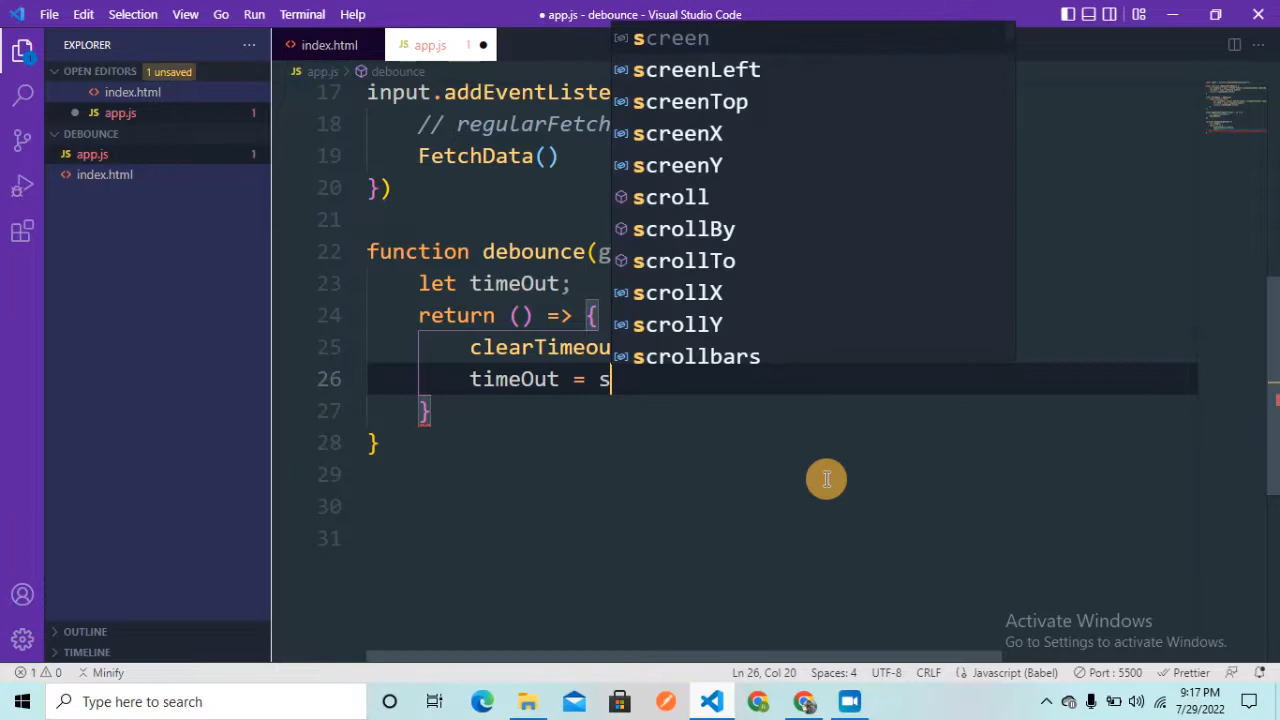 File Edit Selection View Go Run Terminal Help
● app.js - debounce - Visual Studio Code
EXPLORER
OPEN EDITORS 1 unsaved
<> index.html
● JS app.js 1
DEBOUNCE
JS app.js 1
<> index.html
OUTLINE
TIMELINE
<> index.html
JS app.js 1 ●
JS app.js > debounce
17 input.addEventListe
18 // regularFetch
19 FetchData()
20 })
21
22 function debounce(g
23 let timeOut;
24 return () => {
25 clearTimeou
26 timeOut = s
27 }
28 }
29
30
31
screen
screenLeft
screenTop
screenX
screenY
scroll
scrollBy
scrollTo
scrollX
scrollY
scrollbars
Activate Windows
Go to Settings to activate Windows.
1 0 Minify
Ln 26, Col 20 Spaces: 4 UTF-8 CRLF {} Javascript (Babel) Port : 5500 Prettier
Type here to search
9:17 PM
7/29/2022